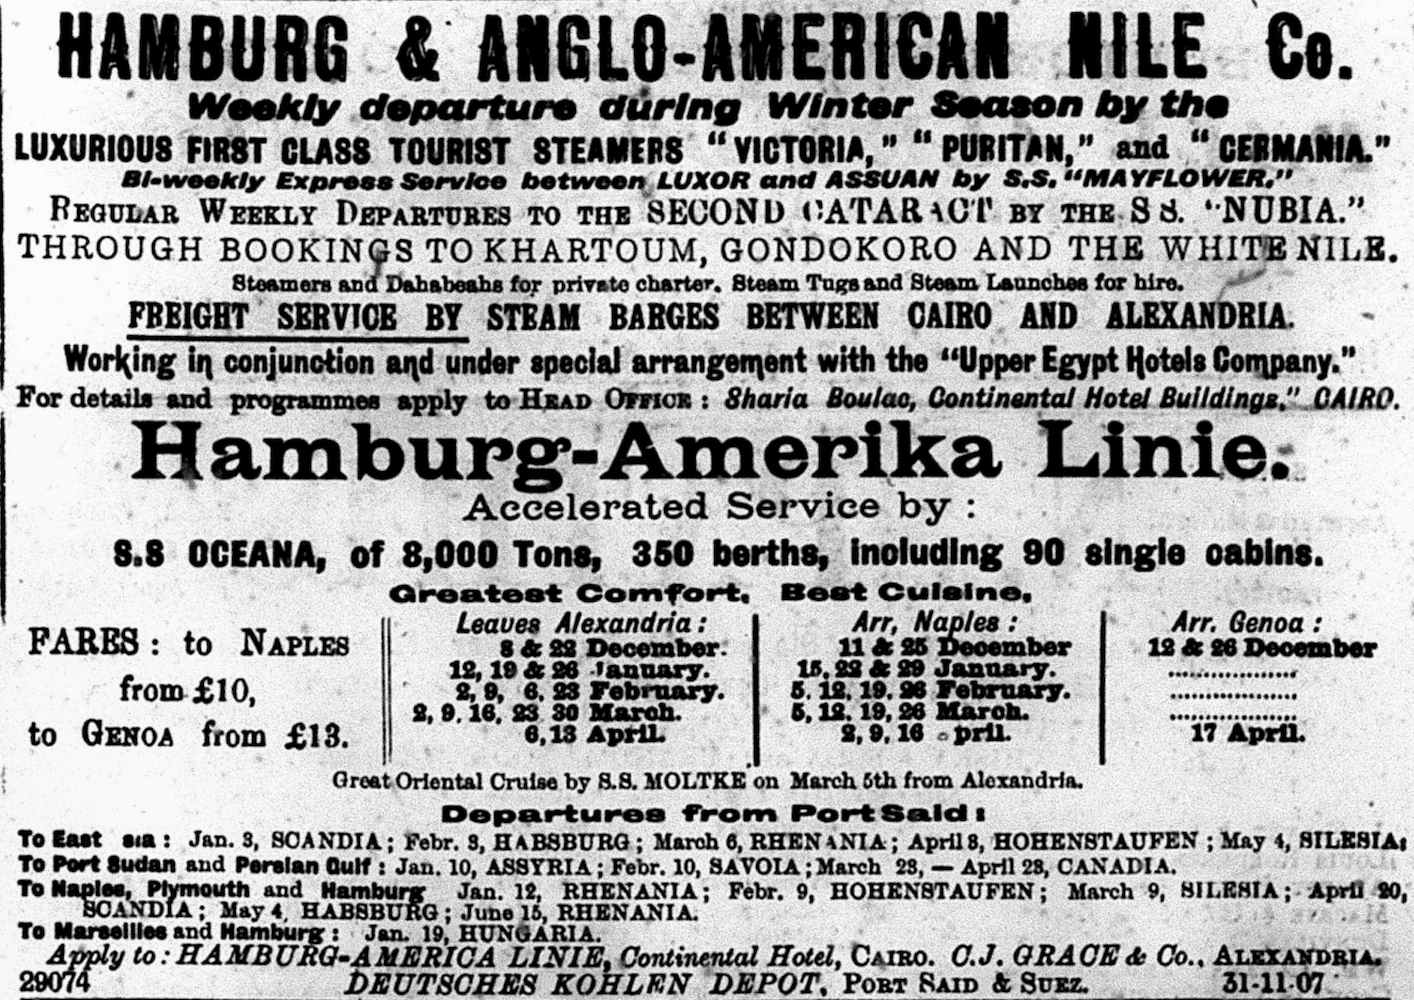 HAMBURG & ANGLO-AMERICAN NILE Co.
Weekly departure during Winter Season by the
LUXURIOUS FIRST CLASS TOURIST STEAMERS "VICTORIA," "PURITAN," and "GERMANIA."
Bi-weekly Express Service between LUXOR and ASSUAN by S.S. "MAYFLOWER."
REGULAR WEEKLY DEPARTURES TO THE SECOND CATARACT BY THE S S. "NUBIA."
THROUGH BOOKINGS TO KHARTOUM, GONDOKORO AND THE WHITE NILE.
Steamers and Dahabeahs for private charter. Steam Tugs and Steam Launches for hire.
FREIGHT SERVICE BY STEAM BARGES BETWEEN CAIRO AND ALEXANDRIA.
Working in conjunction and under special arrangement with the "Upper Egypt Hotels Company."
For details and programmes apply to HEAD OFFICE: Sharia Boulac, Continental Hotel Buildings," CAIRO.
Hamburg-Amerika Linie.
Accelerated Service by :
S.S OCEANA, of 8,000 Tons, 350 berths, including 90 single cabins.
Greatest Comfort. Best Cuisine.
FARES: to NAPLES
from £10,
to GENOA from £13.
Leaves Alexandria:
8 & 22 December.
12, 19 & 26 January.
2, 9, 6, 23 February.
2, 9, 16, 23 30 March.
6,13 April.
Arr, Naples :
11 & 25 December
15, 22 & 29 January.
5, 12, 19, 26 February.
5, 12, 19, 26 March.
2, 9, 16 pril.
Arr. Genoa :
12 & 26 December
..................
..................
..................
17 April.
Great Oriental Cruise by S.S. MOLTKE on March 5th from Alexandria.
Departures from Port Said:
To East : Jan. 3, SCANDIA; Febr. 3, HABSBURG; March 6, RHENANIA; April 8, HOHENSTAUFEN; May 4, SILESIA;
To Port Sudan and Persian Gulf: Jan. 10, ASSYRIA; Febr. 10, SAVOIA; March 23, — April 23, CANADIA.
To Naples, Plymouth and Hamburg Jan. 12, RHENANIA; Febr. 9, HOHENSTAUFEN; March 9, SILESIA; April 20,
SCANDIA; May 4, HABSBURG; June 15, RHENANIA.
To Marseilles and Hamburg: Jan. 19, HUNGARIA.
Apply to: HAMBURG-AMERICA LINIE, Continental Hotel, CAIRO. C.J. GRACE & Co., ALEXANDRIA.
29074 DEUTSCHES KOHLEN DEPOT, PORT SAID & SUEZ. 31-11-07